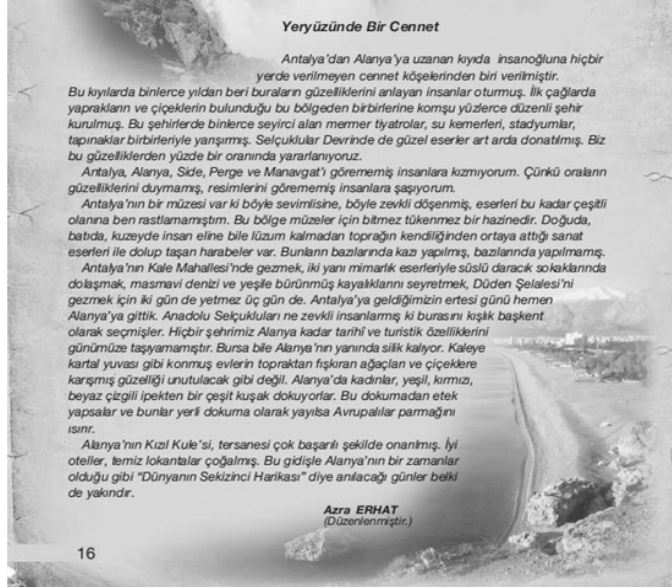 Yeryüzünde Bir Cennet
Antalya'dan Alanya'ya uzanan kıyıda insanoğluna hiçbir
yerde verilmeyen cennet köşelerinden biri verilmiştir.
Bu kıyılarda binlerce yıldan beri buraların güzelliklerini anlayan insanlar oturmuş. İlk çağlarda
yaprakların ve çiçeklerin bulunduğu bu bölgeden birbirlerine komşu yüzlerce düzenli şehir
kurulmuş. Bu şehirlerde binlerce seyirci alan mermer tiyatrolar, su kemerleri, stadyumlar,
tapınaklar birbirleriyle yarışırmış. Selçuklular Devrinde de güzel eserler art arda donatılmış. Biz
bu güzelliklerden yüzde bir oranında yararlanıyoruz.
Antalya, Alanya, Side, Perge ve Manavgat'ı görememiş insanlara kızmıyorum. Çünkü oraların
güzelliklerini duymamış, resimlerini görememiş insanlara şaşıyorum.
Antalya'nın bir müzesi var ki böyle sevimlisine, böyle zevkli döşenmiş, eserleri bu kadar çeşitli
olanına ben rastlamamıştım. Bu bölge müzeler için bitmez tükenmez bir hazinedir. Doğuda,
batıda, kuzeyde insan eline bile lüzum kalmadan toprağın kendiliğinden ortaya attığı sanat
eserleri ile dolup taşan harabeler var. Bunların bazılarında kazı yapılmış, bazılarında yapılmamış.
Antalya'nın Kale Mahallesi'nde gezmek, iki yanı mimarlık eserleriyle süslü daracık sokaklarında
dolaşmak, masmavi denizi ve yeşile bürünmüş kayalıklarını seyretmek, Düden Şelalesi'ni
gezmek için iki gün de yetmez üç gün de. Antalya'ya geldiğimizin ertesi günü hemen
Alanya'ya gittik. Anadolu Selçukluları ne zevkli insanlarmış ki burasını kışlık başkent
olarak seçmişler. Hiçbir şehrimiz Alanya kadar tarihî ve turistik özelliklerini
günümüze taşıyamamıştır. Bursa bile Alanya'nın yanında silik kalıyor. Kaleye
kartal yuvası gibi konmuş evlerin topraktan fışkıran ağaçları ve çiçeklere
karışmış güzelliği unutulacak gibi değil. Alanya'da kadınlar, yeşil, kırmızı,
beyaz çizgili ipekten bir çeşit kuşak dokuyorlar. Bu dokumadan etek
yapsalar ve bunlar yerli dokuma olarak yayılsa Avrupalılar parmağını
ısırır.
Alanya'nın Kızıl Kule'si, tersanesi çok başarılı şekilde onarılmış. İyi
oteller, temiz lokantalar çoğalmış. Bu gidişle Alanya'nın bir zamanlar
olduğu gibi “Dünyanın Sekizinci Harikası” diye anılacağı günler belki
de yakındır.
Azra ERHAT
(Düzenlenmiştir.)
16